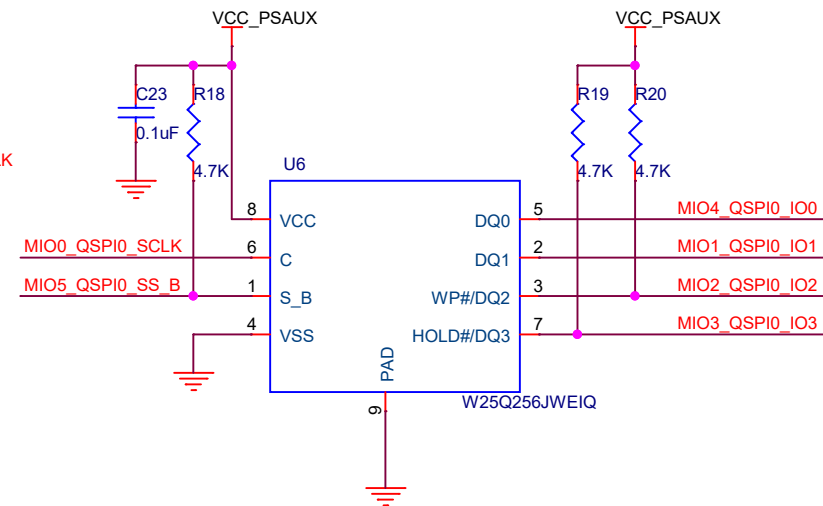 VCC_PSAUX
VCC_PSAUX
C23
R18
R19
R20
0.1uF
4.7K
4.7K
4.7K
K
U6
8
VCC
DQ0
5
MIO4_QSPI0_IO0
MIO0_QSPI0_SCLK
6
C
DQ1
2
MIO1_QSPI0_IO1
MIO5_QSPI0_SS_B
1
S_B
WP#/DQ2
3
MIO2_QSPI0_IO2
4
VSS
HOLD#/DQ3
7
MIO3_QSPI0_IO3
PAD
9
W25Q256JWEIQ